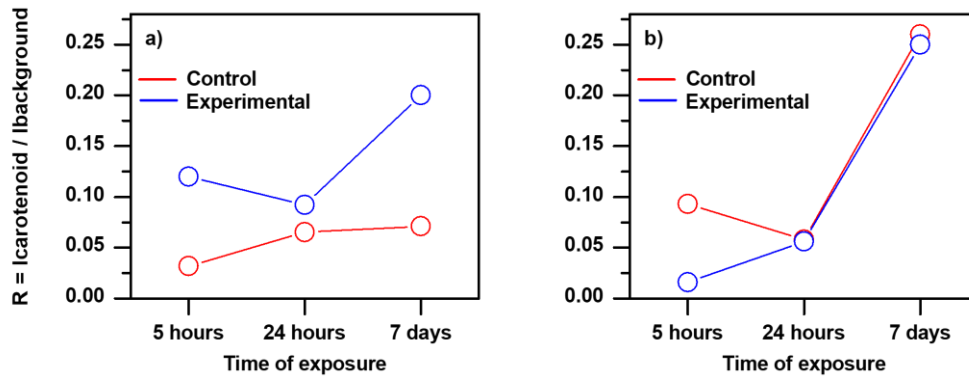 R = Icarotenoid / Ibackground
a)
0.25
0.20
0.15
0.10
0.05
0.00
Control
Experimental
5 hours 24 hours 7 days
Time of exposure
b)
0.25
0.20
0.15
0.10
0.05
0.00
Control
Experimental
5 hours 24 hours 7 days
Time of exposure